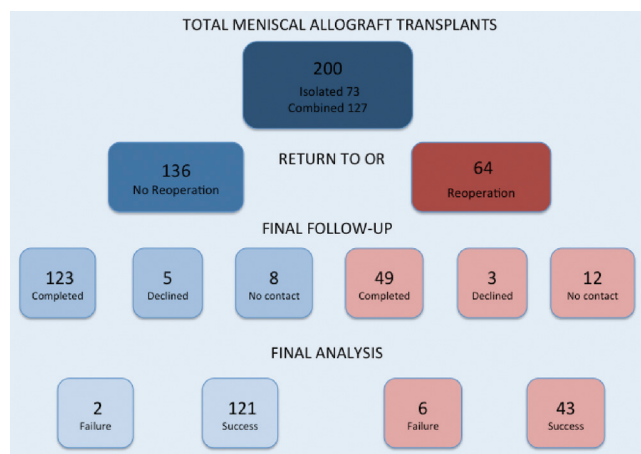 TOTAL MENISCAL ALLOGRAFT TRANSPLANTS
200
Isolated 73
Combined 127
RETURN TO OR
136
No Reoperation
64
Reoperation
FINAL FOLLOW-UP
123
Completed
5
Declined
8
No contact
49
Completed
3
Declined
12
No contact
FINAL ANALYSIS
2
Failure
121
Success
6
Failure
43
Success